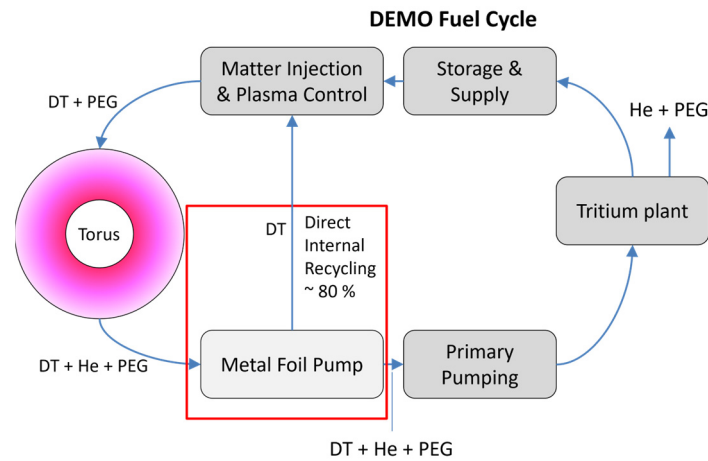 DEMO Fuel Cycle
Matter Injection
& Plasma Control
Storage &
Supply
DT + PEG
He + PEG
Torus
DT
Direct
Internal
Recycling
~ 80 %
Tritium plant
DT + He + PEG
Metal Foil Pump
Primary
Pumping
DT + He + PEG